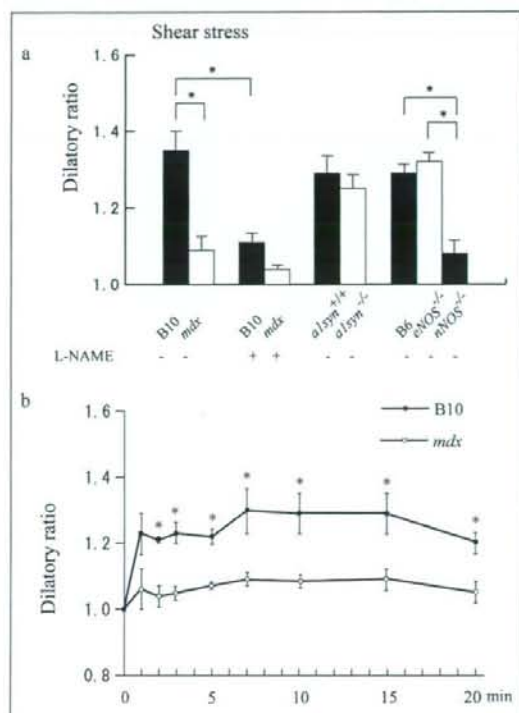 Shear stress
a
*
*
*
*
1.6
1.4
1.2
1.0
Dilatory ratio
B10 mdx B10 mdx a1syn+/+ a1syn-/- B6 eNOS-/- nNOS-/-
L-NAME - - + + - - - - -
b
1.6
1.4
1.2
1.0
0.8
Dilatory ratio
B10
mdx
* * * * * * *
0 5 10 15 20 min